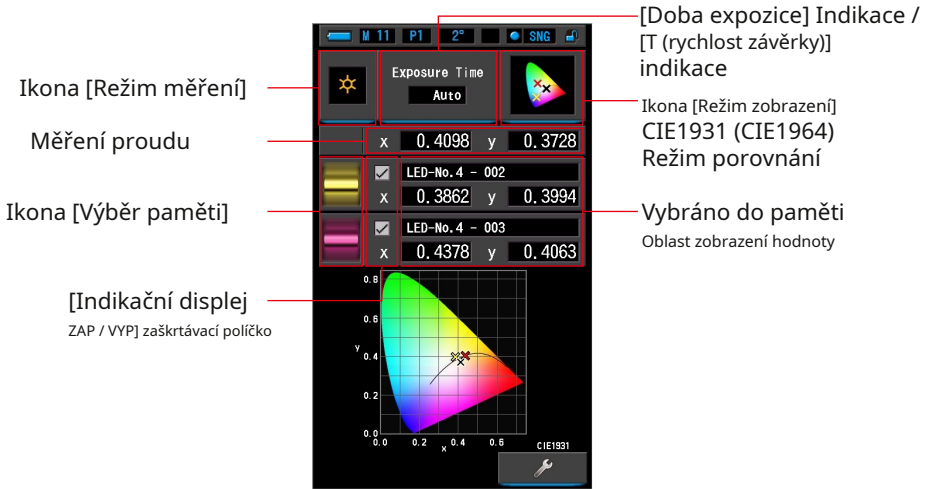 [Doba expozice] Indikace /
[T (rychlost závěrky)]
indikace
M 11 P1 2° SNG
Ikona [Režim měření]
Exposure Time
Auto
Ikona [Režim zobrazení]
CIE1931 (CIE1964)
Režim porovnání
Měření proudu
x 0.4098 y 0.3728
Ikona [Výběr paměti]
LED-No.4 - 002
x 0.3862 y 0.3994
LED-No.4 - 003
x 0.4378 y 0.4063
Vybráno do paměti
Oblast zobrazení hodnoty
[Indikační displej
ZAP / VYP] zaškrtávací políčko
0.8
0.6
y
0.4
0.2
0.0
0.0 0.2 x 0.4 0.6
CIE1931